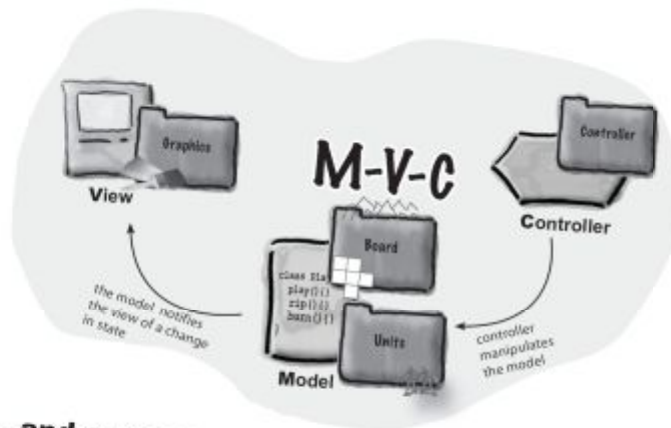 M-V-C
Graphics
View
Controller
Controller
Board
class
play(){}
rip(){}
burn(){}
}
Units
Model
the model notifies
the view of a change
in state
controller
manipulates
the model
and